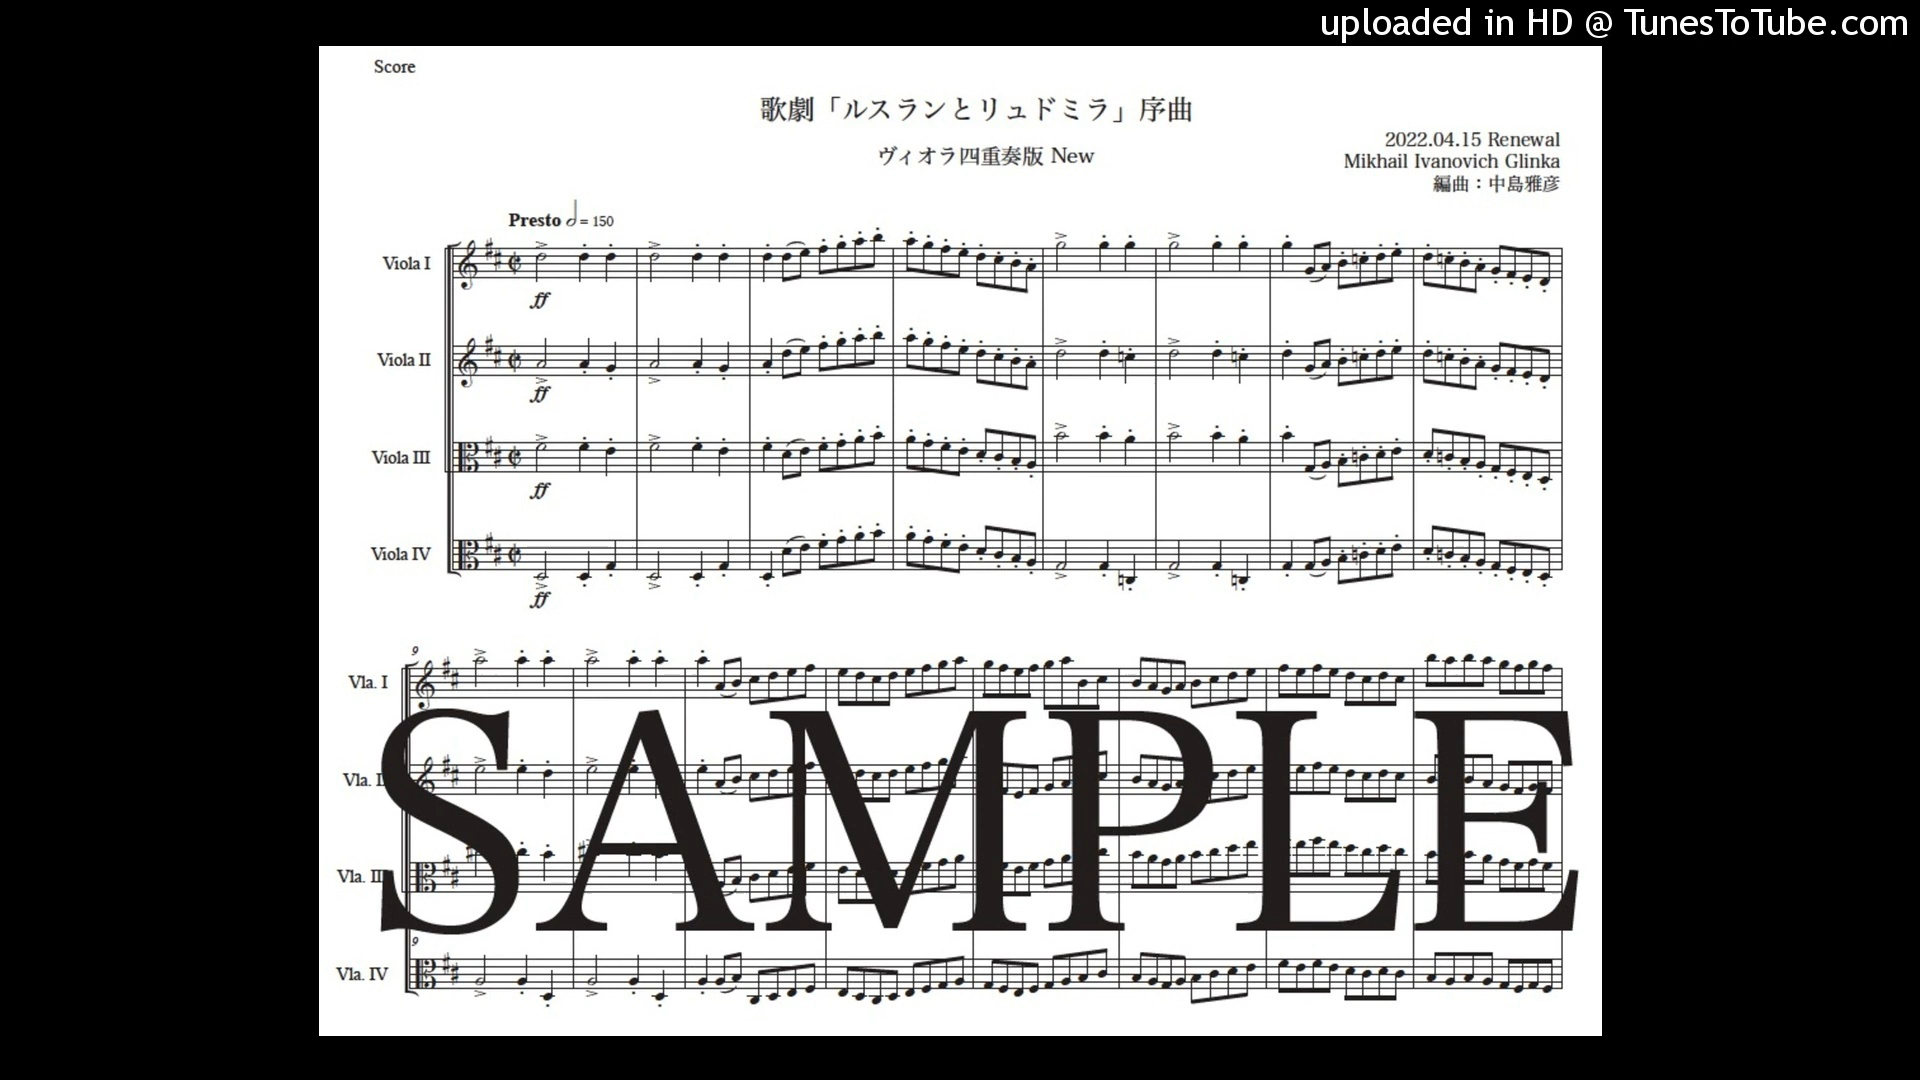 uploaded in HD @ TunesToTube.com
Score
歌劇「ルスランとリュドミラ」序曲
ヴィオラ四重奏版 New
2022.04.15 Renewal
Mikhail Ivanovich Glinka
編曲：中島雅彦
Presto 𝅗𝅥 = 150
Viola I
ff
Viola II
ff
Viola III
ff
Viola IV
ff
9
Vla. I
Vla. III
9
Vla. IV
SAMPLE